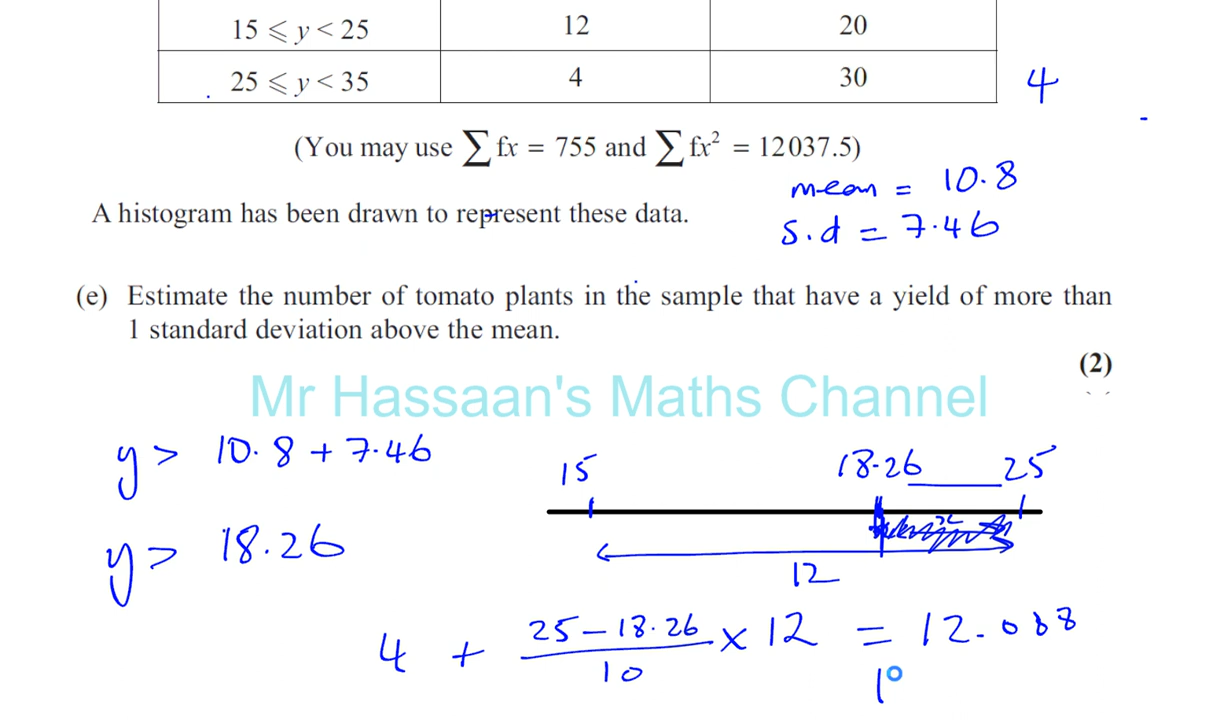 15 ⩽ y < 25 12 20
25 ⩽ y < 35 4 30
4
(You may use ∑ fx = 755 and ∑ fx² = 12037.5)
mean = 10.8
A histogram has been drawn to represent these data.
s.d = 7.46
(e) Estimate the number of tomato plants in the sample that have a yield of more than
1 standard deviation above the mean.
(2)
Mr Hassaan's Maths Channel
y > 10.8 + 7.46
15 18.26 25
y > 18.26
12
4 + (25 − 18.26)/10 × 12 = 12.088